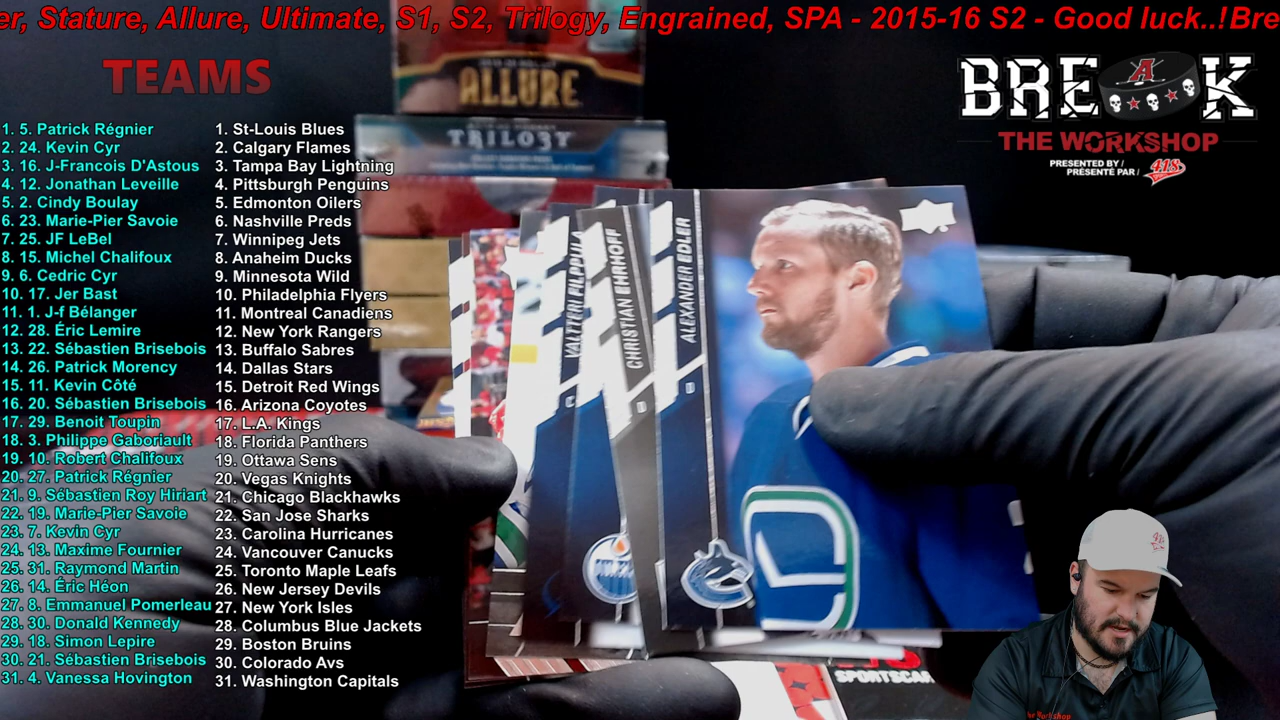 er, Stature, Allure, Ultimate, S1, S2, Trilogy, Engrained, SPA - 2015-16 S2 - Good luck..!Bre
TEAMS
1. 5. Patrick Régnier
2. 24. Kevin Cyr
3. 16. J-Francois D'Astous
4. 12. Jonathan Leveille
5. 2. Cindy Boulay
6. 23. Marie-Pier Savoie
7. 25. JF LeBel
8. 15. Michel Chalifoux
9. 6. Cedric Cyr
10. 17. Jer Bast
11. 1. J-f Bélanger
12. 28. Éric Lemire
13. 22. Sébastien Brisebois
14. 26. Patrick Morency
15. 11. Kevin Côté
16. 20. Sébastien Brisebois
17. 29. Benoit Toupin
18. 3. Philippe Gaboriault
19. 10. Robert Chalifoux
20. 27. Patrick Régnier
21. 9. Sébastien Roy Hiriart
22. 19. Marie-Pier Savoie
23. 7. Kevin Cyr
24. 13. Maxime Fournier
25. 31. Raymond Martin
26. 14. Éric Héon
27. 8. Emmanuel Pomerleau
28. 30. Donald Kennedy
29. 18. Simon Lepire
30. 21. Sébastien Brisebois
31. 4. Vanessa Hovington
1. St-Louis Blues
2. Calgary Flames
3. Tampa Bay Lightning
4. Pittsburgh Penguins
5. Edmonton Oilers
6. Nashville Preds
7. Winnipeg Jets
8. Anaheim Ducks
9. Minnesota Wild
10. Philadelphia Flyers
11. Montreal Canadiens
12. New York Rangers
13. Buffalo Sabres
14. Dallas Stars
15. Detroit Red Wings
16. Arizona Coyotes
17. L.A. Kings
18. Florida Panthers
19. Ottawa Sens
20. Vegas Knights
21. Chicago Blackhawks
22. San Jose Sharks
23. Carolina Hurricanes
24. Vancouver Canucks
25. Toronto Maple Leafs
26. New Jersey Devils
27. New York Isles
28. Columbus Blue Jackets
29. Boston Bruins
30. Colorado Avs
31. Washington Capitals
ALLURE
TRILOGY
VALTTERI FILPPULA
C
CHRISTIAN EHRHOFF
D
ALEXANDER EDLER
D
BREAK
THE WORKSHOP
PRESENTED BY /
PRÉSENTÉ PAR /
418
SPORTSCAR
The Workshop